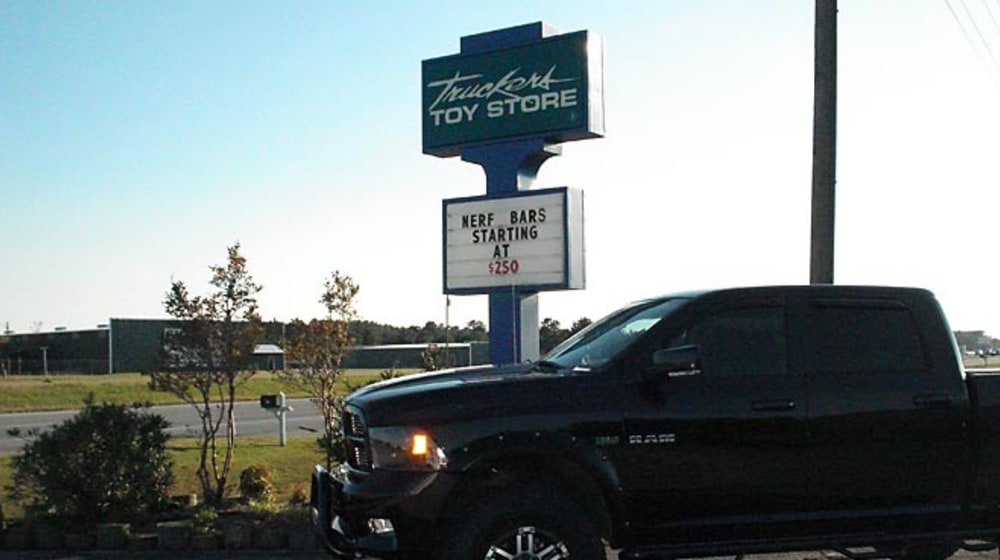 Truckers
TOY STORE
NERF BARS
STARTING
AT
$250
RAM